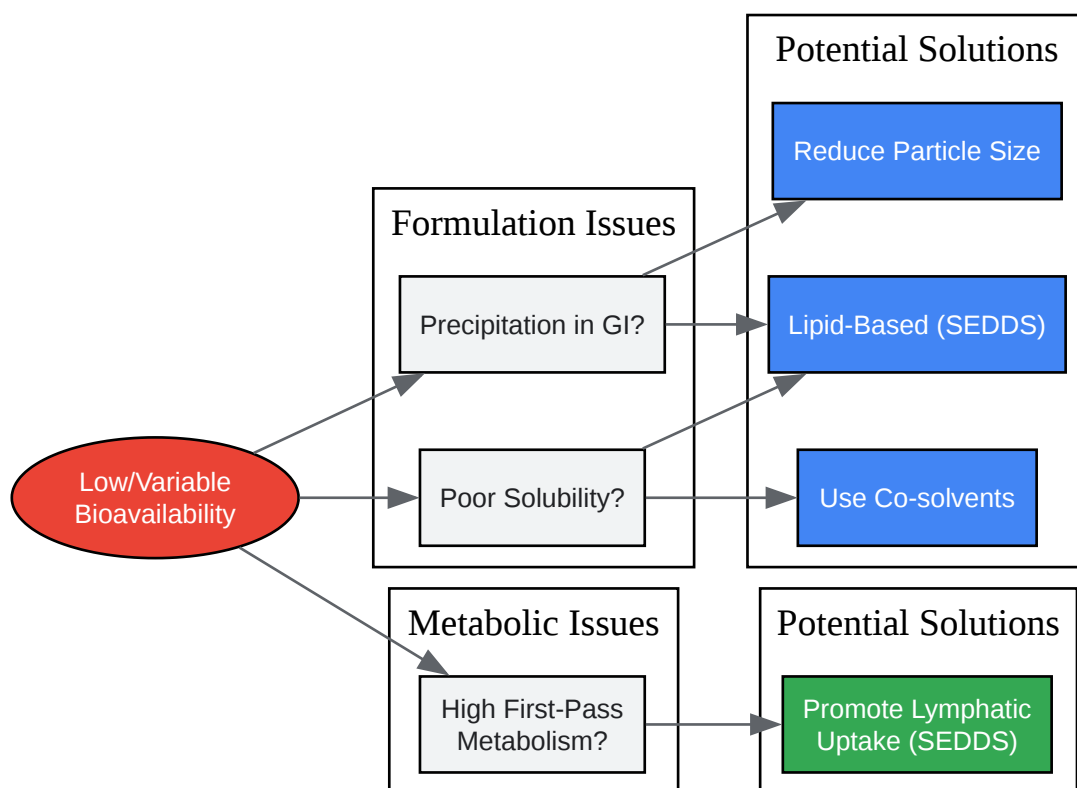 Potential Solutions
Reduce Particle Size
Formulation Issues
Precipitation in GI?
Lipid-Based (SEDDS)
Low/Variable
Bioavailability
Poor Solubility?
Use Co-solvents
Metabolic Issues
Potential Solutions
High First-Pass
Metabolism?
Promote Lymphatic
Uptake (SEDDS)